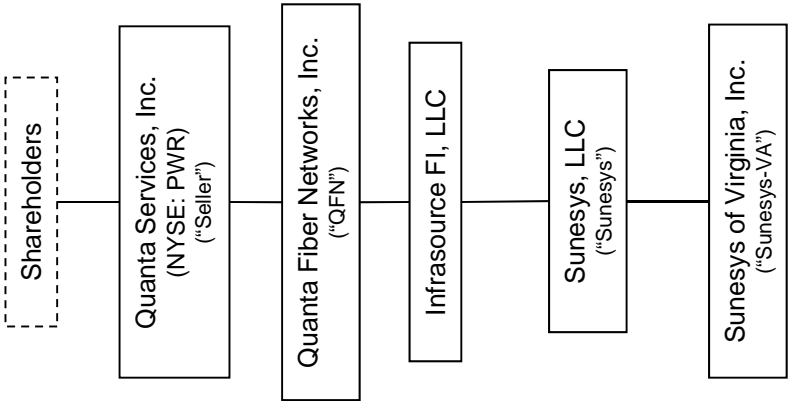 Shareholders
Quanta Services, Inc.
(NYSE: PWR)
(“Seller”)
Quanta Fiber Networks, Inc.
(“QFN”)
Infrasource FI, LLC
Sunesys, LLC
(“Sunesys”)
Sunesys of Virginia, Inc.
(“Sunesys-VA”)